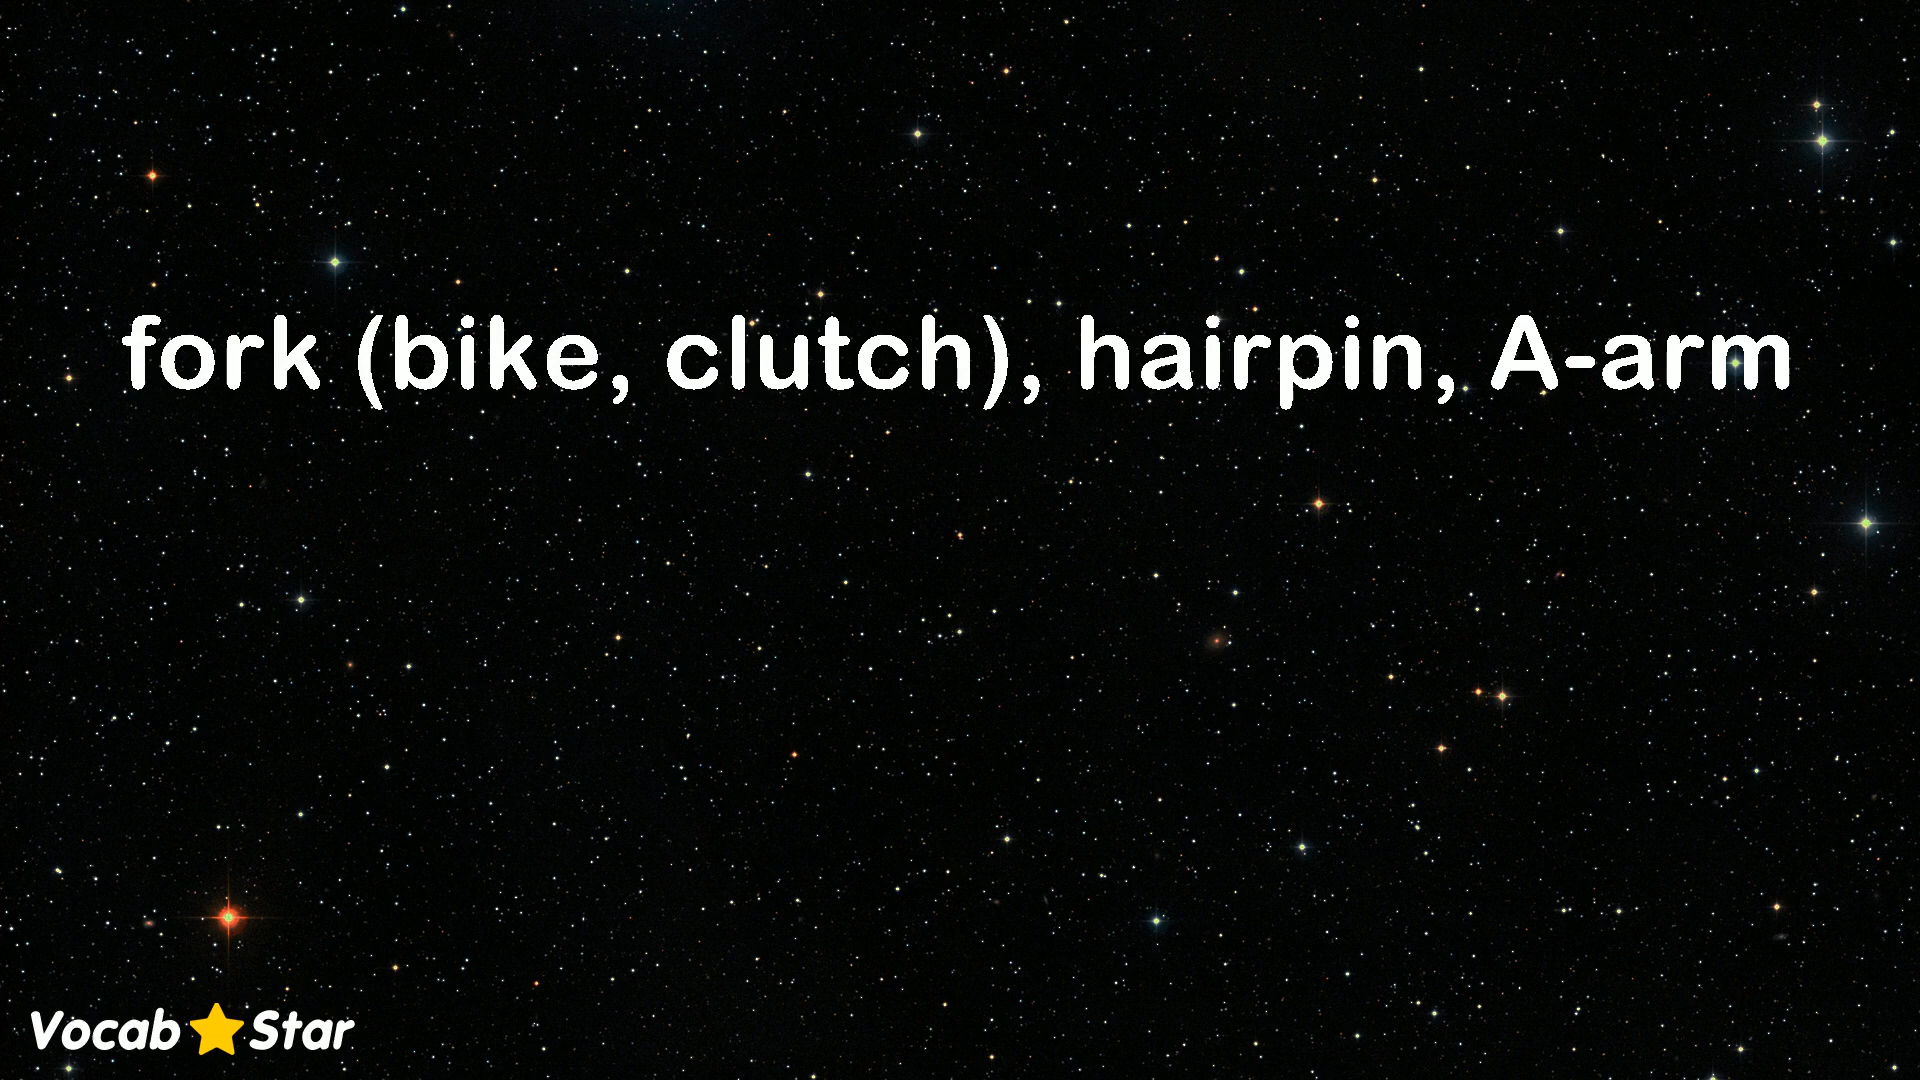 fork (bike, clutch), hairpin, A-arm
Vocab Star